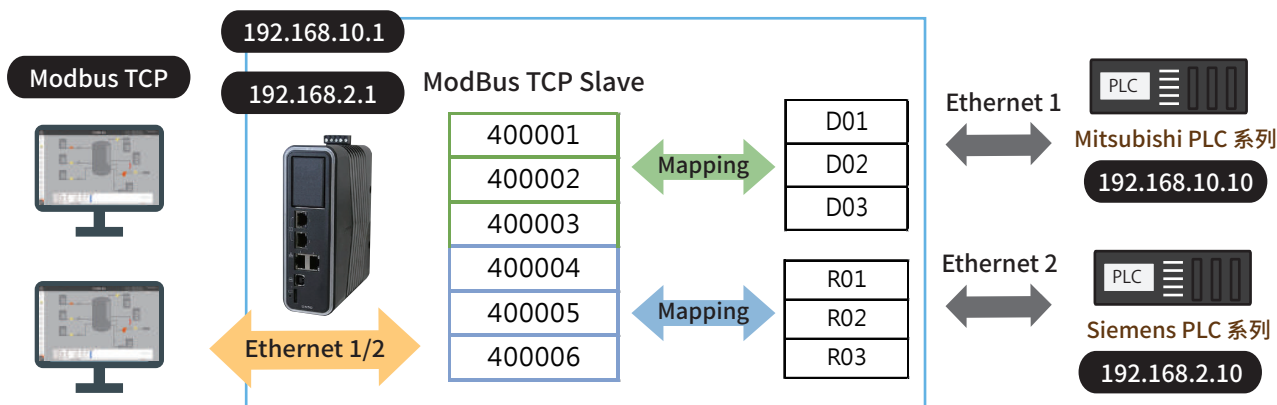 Modbus TCP
192.168.10.1
192.168.2.1
Ethernet 1/2
ModBus TCP Slave
400001
400002
400003
400004
400005
400006
Mapping
Mapping
D01
D02
D03
R01
R02
R03
Ethernet 1
PLC
Mitsubishi PLC 系列
192.168.10.10
Ethernet 2
PLC
Siemens PLC 系列
192.168.2.10